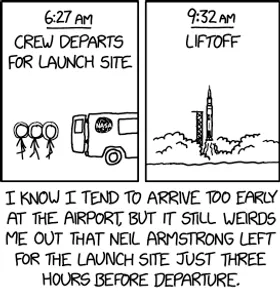 6:27 AM
CREW DEPARTS
FOR LAUNCH SITE
NASA
9:32 AM
LIFTOFF
I KNOW I TEND TO ARRIVE TOO EARLY
AT THE AIRPORT, BUT IT STILL WEIRDS
ME OUT THAT NEIL ARMSTRONG LEFT
FOR THE LAUNCH SITE JUST THREE
HOURS BEFORE DEPARTURE.